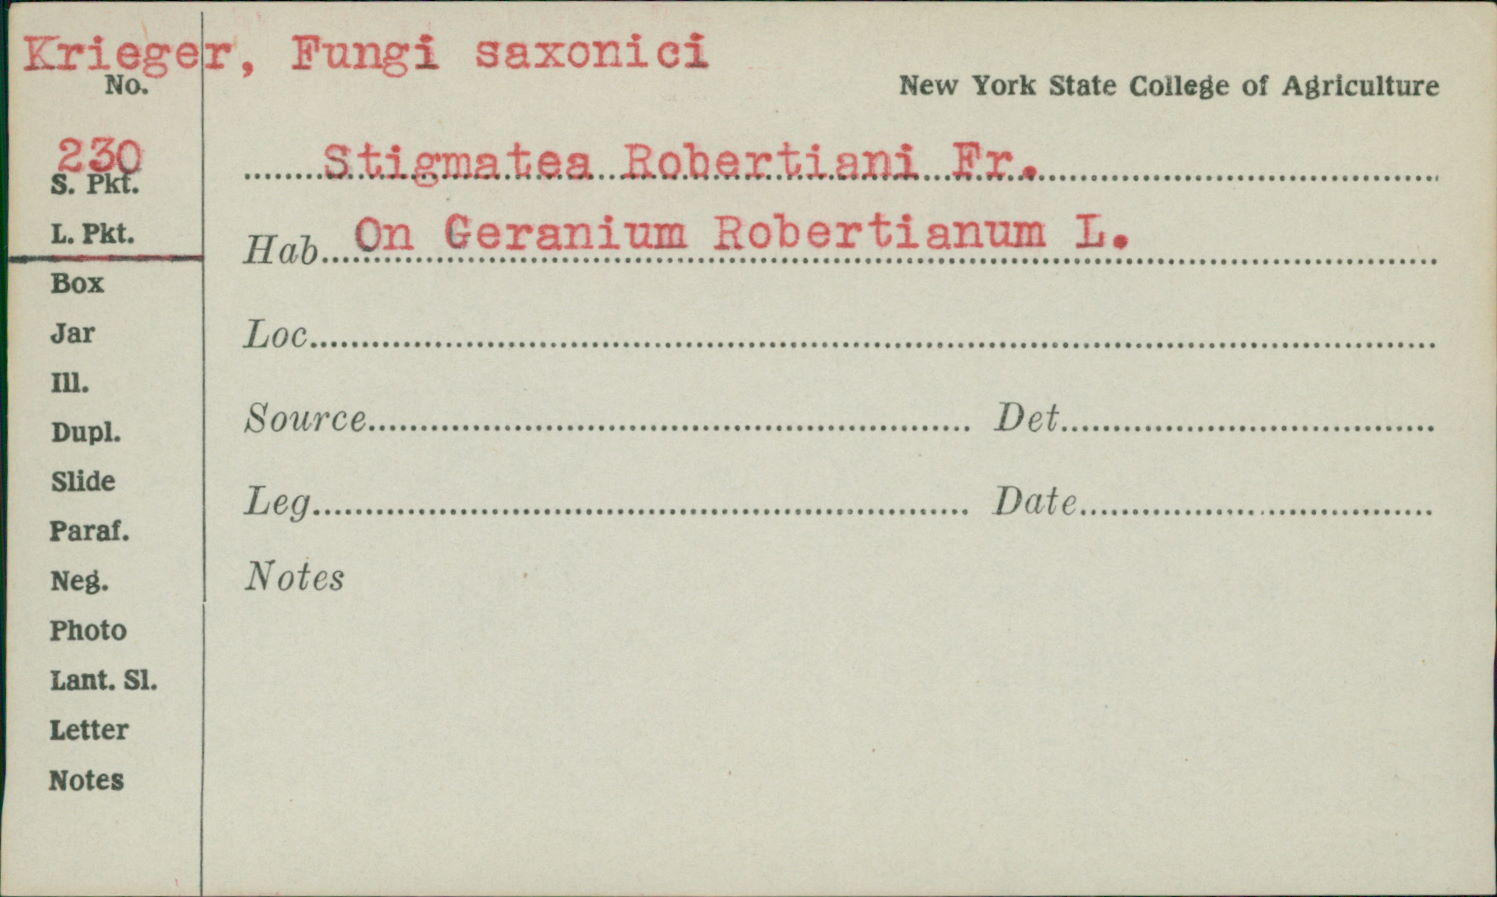 Krieger, Fungi saxonici
No.
New York State College of Agriculture
230
Stigmatea Robertiani Fr.
S. Pkt.
L. Pkt.
Hab. On Geranium Robertianum L.
Box
Jar
Loc.
Ill.
Dupl.
Source Det.
Slide
Leg. Date
Paraf.
Neg.
Notes
Photo
Lant. Sl.
Letter
Notes